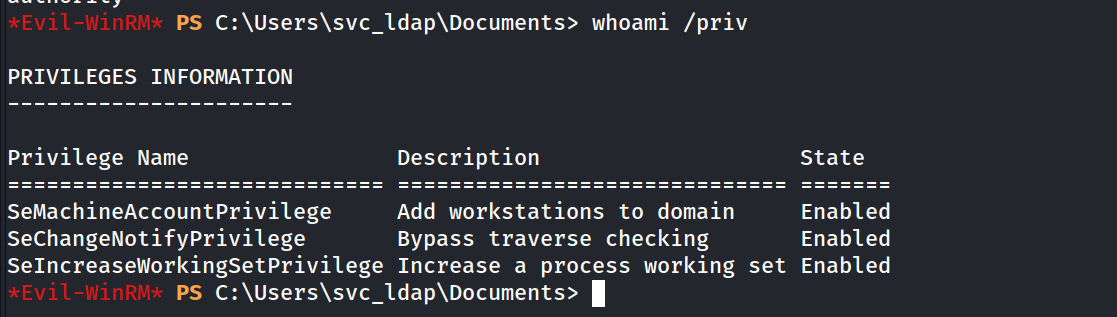 authority
*Evil-WinRM* PS C:\Users\svc_ldap\Documents> whoami /priv
PRIVILEGES INFORMATION
----------------------
Privilege Name                Description                    State
============================= ============================== =======
SeMachineAccountPrivilege     Add workstations to domain     Enabled
SeChangeNotifyPrivilege       Bypass traverse checking       Enabled
SeIncreaseWorkingSetPrivilege Increase a process working set Enabled
*Evil-WinRM* PS C:\Users\svc_ldap\Documents>